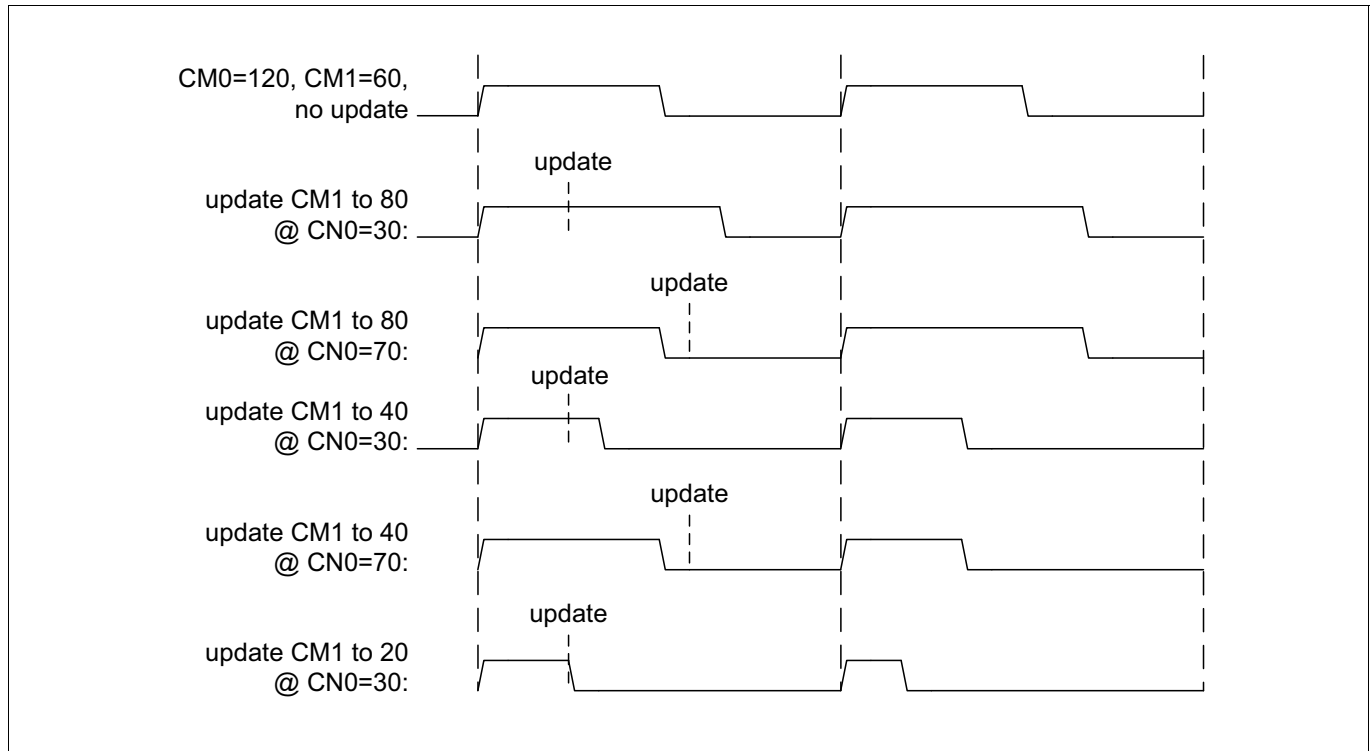 CM0=120, CM1=60,
no update
update
update CM1 to 80
@ CN0=30:
update
update CM1 to 80
@ CN0=70:
update
update CM1 to 40
@ CN0=30:
update
update CM1 to 40
@ CN0=70:
update
update CM1 to 20
@ CN0=30: